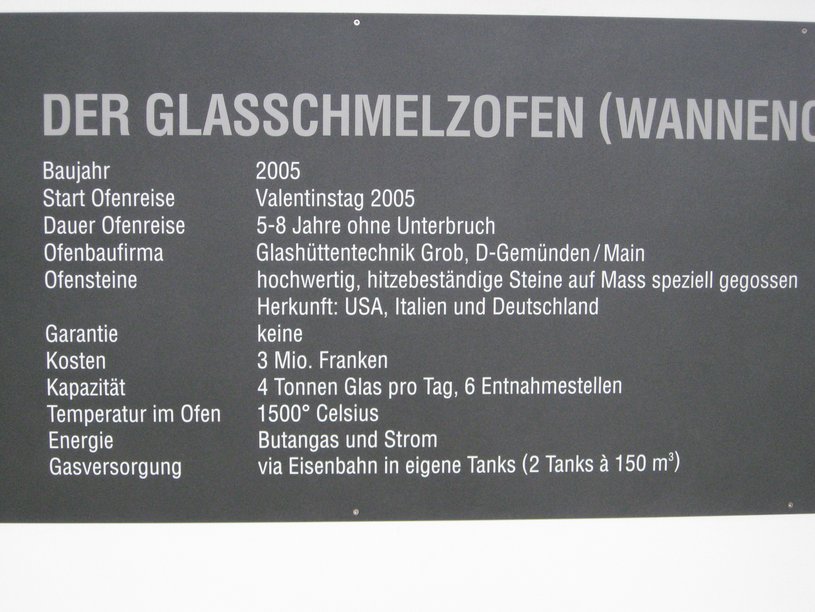 DER GLASSCHMELZOFEN
Baujahr 2005
Start Ofenreise Valentinstag 2005
Dauer Ofenreise 5-8 Jahre ohne Unterbruch
Ofenbaufirma Glashüttentechnik Grob, D-Gemünden / Main
Ofensteine hochwertig, hitzebeständige Steine auf Mass speziell gegossen
Herkunft: USA, Italien und Deutschland
Garantie keine
Kosten 3 Mio. Franken
Kapazität 4 Tonnen Glas pro Tag, 6 Entnahmestellen
Temperatur im Ofen 1500° Celsius
Energie Butangas und Strom
Gasversorgung via Eisenbahn in eigene Tanks (2 Tanks à 150 m³)